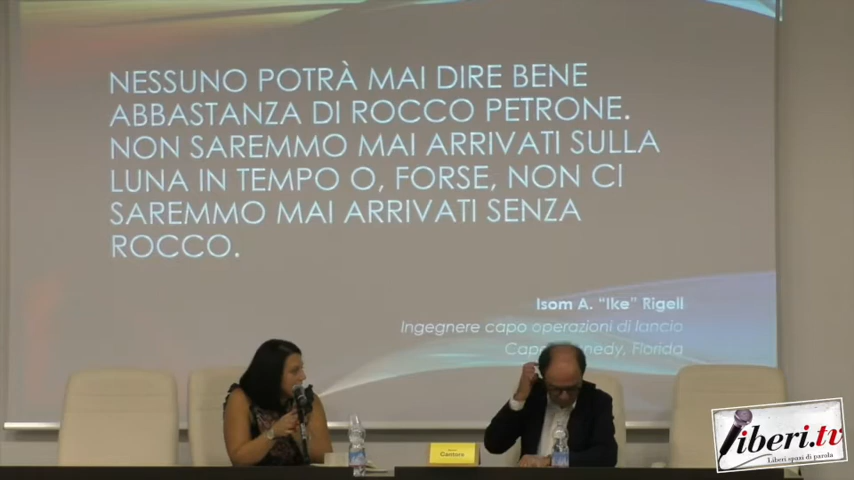 NESSUNO POTRÀ MAI DIRE BENE
ABBASTANZA DI ROCCO PETRONE.
NON SAREMMO MAI ARRIVATI SULLA
LUNA IN TEMPO O, FORSE, NON CI
SAREMMO MAI ARRIVATI SENZA
ROCCO.
Isom A. “Ike” Rigell
Ingegnere capo operazioni di lancio
Florida
Cantore
liberi.tv
Liberi spazi di parola